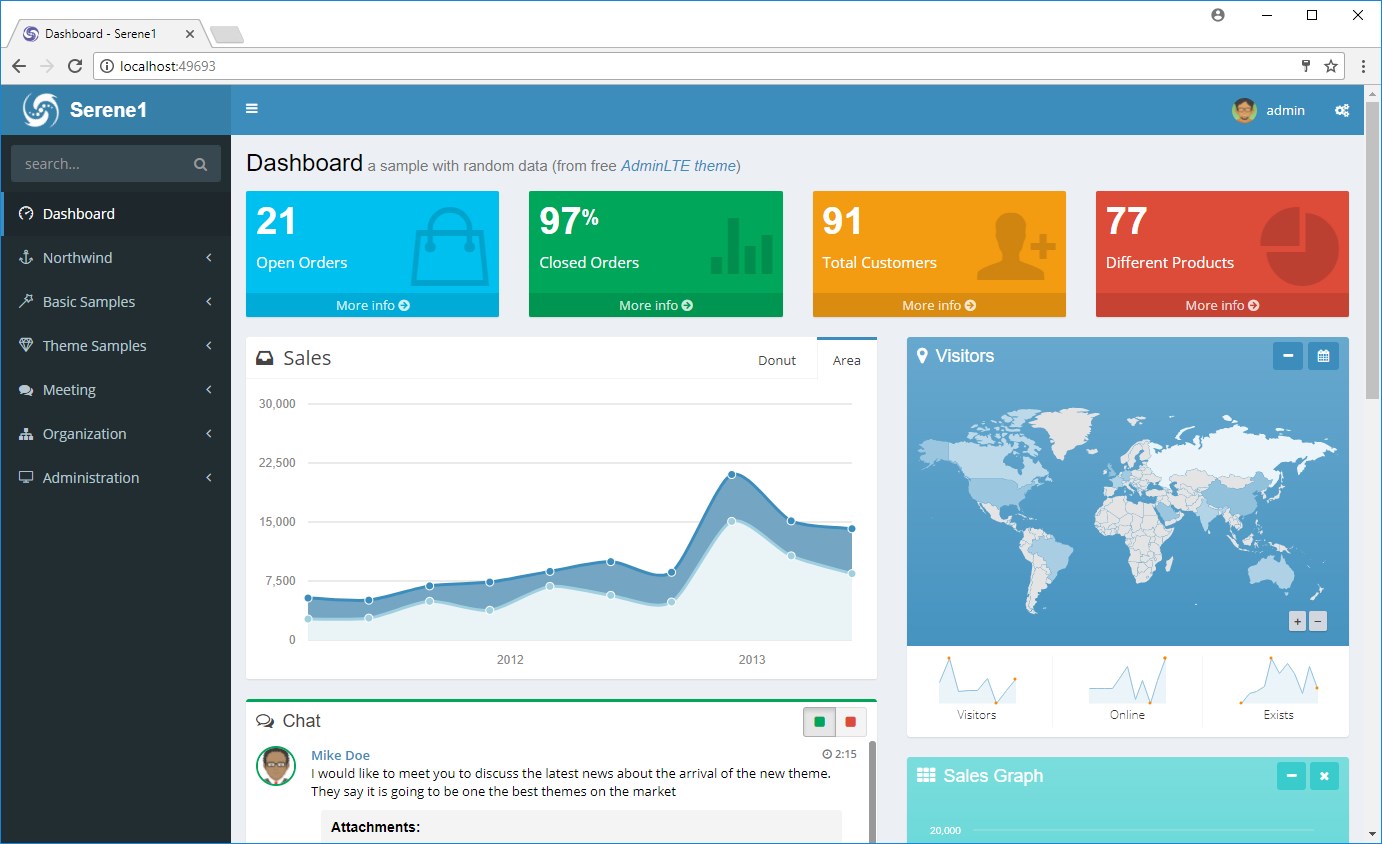 Dashboard - Serene1
localhost:49693
Serene1
admin
search...
Dashboard
Northwind
Basic Samples
Theme Samples
Meeting
Organization
Administration
Dashboard a sample with random data (from free AdminLTE theme)
21
Open Orders
More info
97%
Closed Orders
More info
91
Total Customers
More info
77
Different Products
More info
Sales
Donut
Area
30,000
22,500
15,000
7,500
0
2012
2013
Visitors
+
−
Visitors
Online
Exists
Chat
Mike Doe
2:15
I would like to meet you to discuss the latest news about the arrival of the new theme.
They say it is going to be one the best themes on the market
Attachments:
Sales Graph
20,000